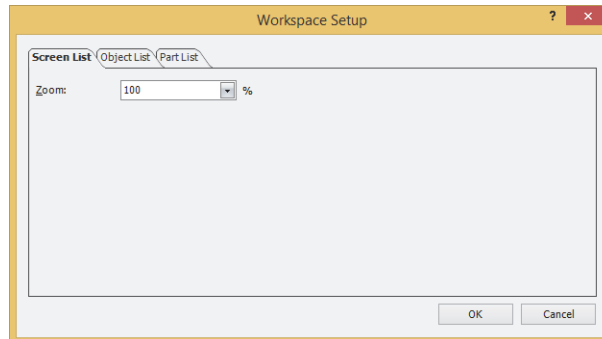 Workspace Setup ? ×
Screen List Object List Part List
Zoom: 100 %
OK Cancel